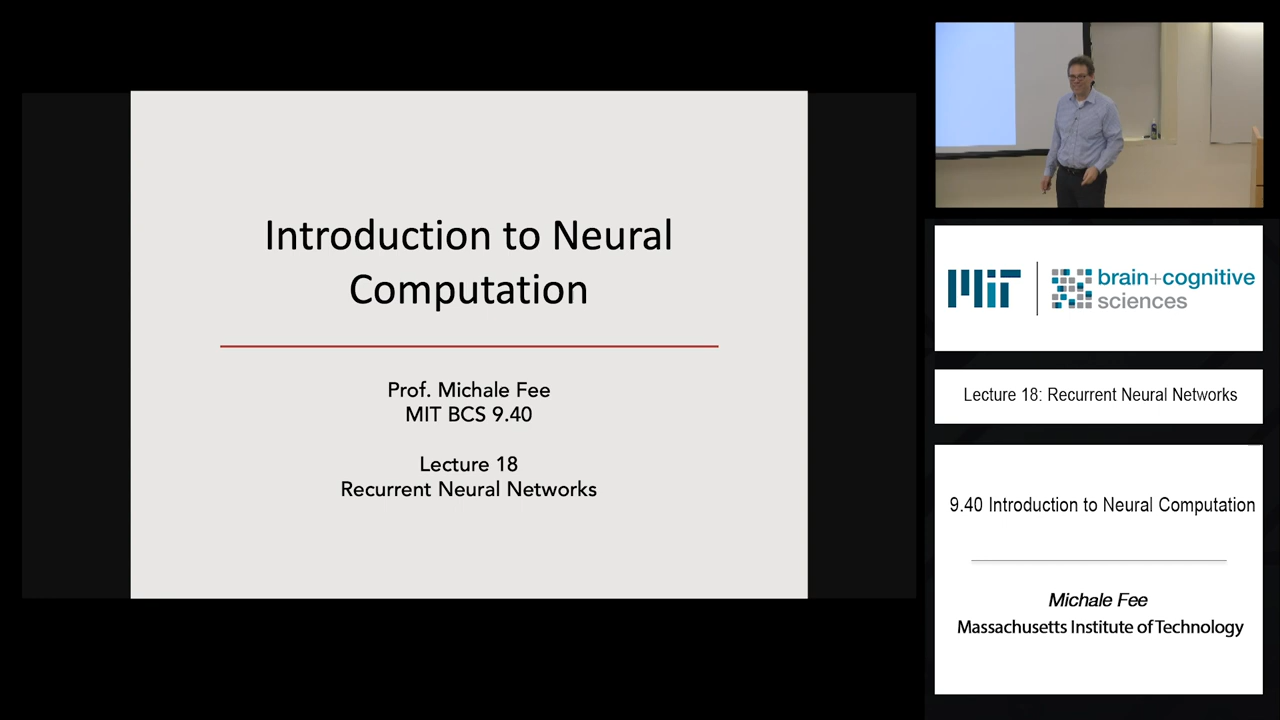 Introduction to Neural
Computation
Prof. Michale Fee
MIT BCS 9.40
Lecture 18
Recurrent Neural Networks
MIT
brain+cognitive
sciences
Lecture 18: Recurrent Neural Networks
9.40 Introduction to Neural Computation
Michale Fee
Massachusetts Institute of Technology